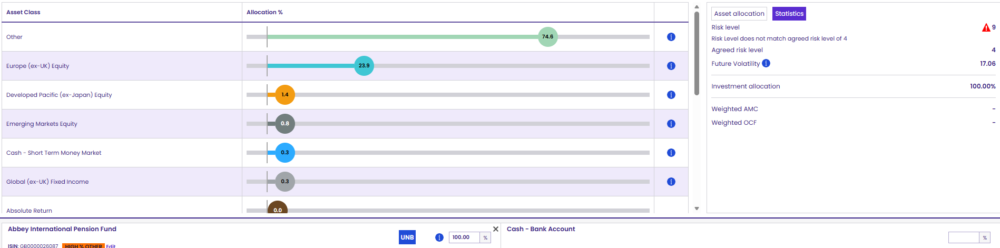 Asset Class Allocation %
Other 74.6
Europe (ex-UK) Equity 23.9
Developed Pacific (ex-Japan) Equity 1.4
Emerging Markets Equity 0.8
Cash - Short Term Money Market 0.3
Global (ex-UK) Fixed Income 0.3
Absolute Return 0.0
Asset allocation Statistics
Risk level 9
Risk Level does not match agreed risk level of 4
Agreed risk level 4
Future Volatility 17.06
Investment allocation 100.00%
Weighted AMC -
Weighted OCF -
Abbey International Pension Fund
UNB 100.00 %
ISIN: GB0000026087 HIGH % OTHER Edit
Cash - Bank Account
%